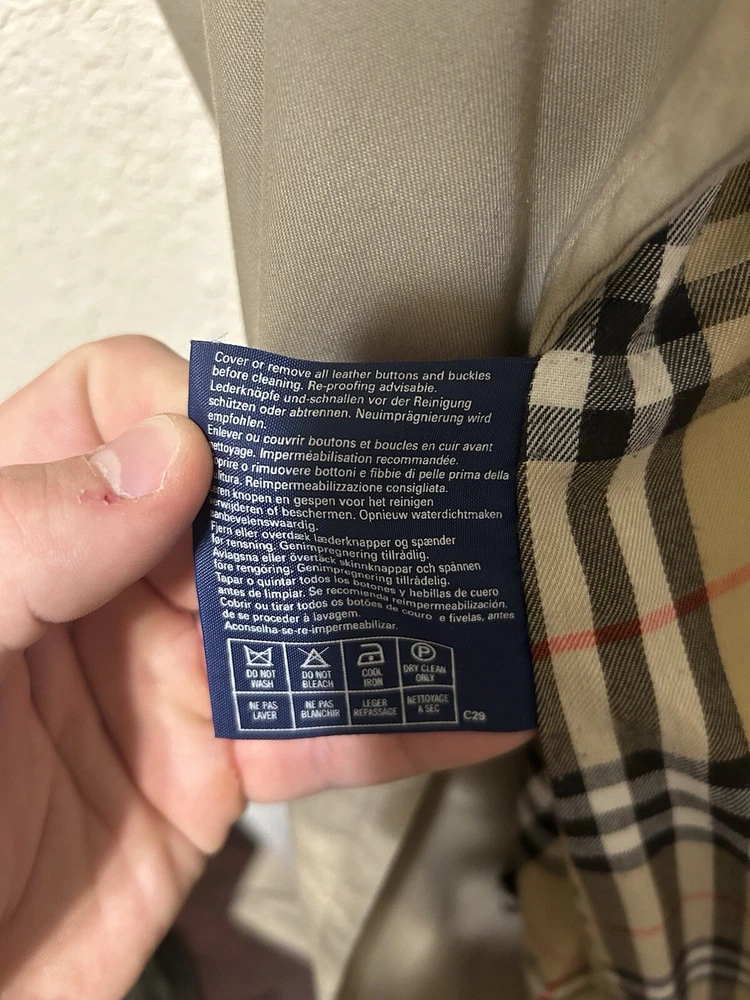 Cover or remove all leather buttons and buckles
before cleaning. Re-proofing advisable.
Lederknöpfe und-schnallen vor der Reinigung
schützen oder abtrennen. Neuimprägnierung wird
empfohlen.
Enlever ou couvrir boutons et boucles en cuir avant
Imperméabilisation recommandée.
o rimuovere bottoni e fibbie di pelle prima della
Reimpermeabilizzazione consigliata.
knopen en gespen voor het reinigen
of beschermen. Opnieuw waterdichtmaken
Fjern eller overdæk læderknapper og spænder
før rensning. Genimprægnering tilrådlig.
Avlägsna eller övertäck skinnknappar och spännen
före rengöring. Genimpregnering tillrådelig.
Tapar o quintar todos los botones y hebillas de cuero
antes de limpiar. Se recomienda reimpermeabilización.
Cobrir ou tirar todos os botões de couro e fivelas, antes
de se proceder à lavagem.
Aconselha-se-re-impermeabilizar.
DO NOT WASH DO NOT BLEACH COOL IRON DRY CLEAN ONLY
NE PAS LAVER NE PAS BLANCHIR LEGER REPASSAGE NETTOYAGE A SEC C29